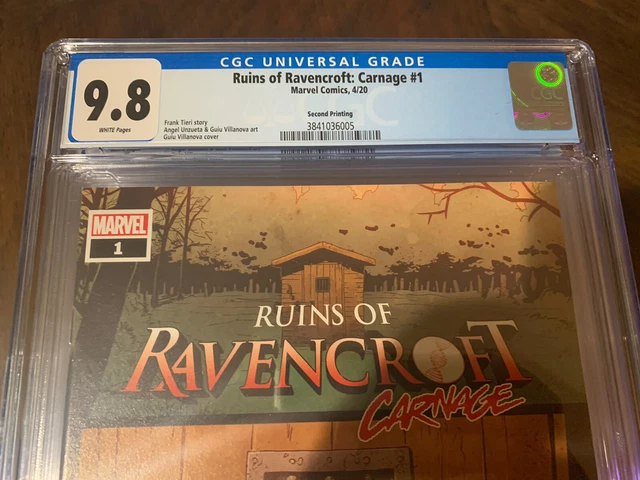 CGC UNIVERSAL GRADE
9.8
WHITE Pages
Ruins of Ravencroft: Carnage #1
Marvel Comics, 4/20
Second Printing
Frank Tieri story
Angel Unzueta & Guiu Villanova art
Guiu Villanova cover
3841036005
CGC
MARVEL
1
RUINS OF
RAVENCROFT
CARNAGE